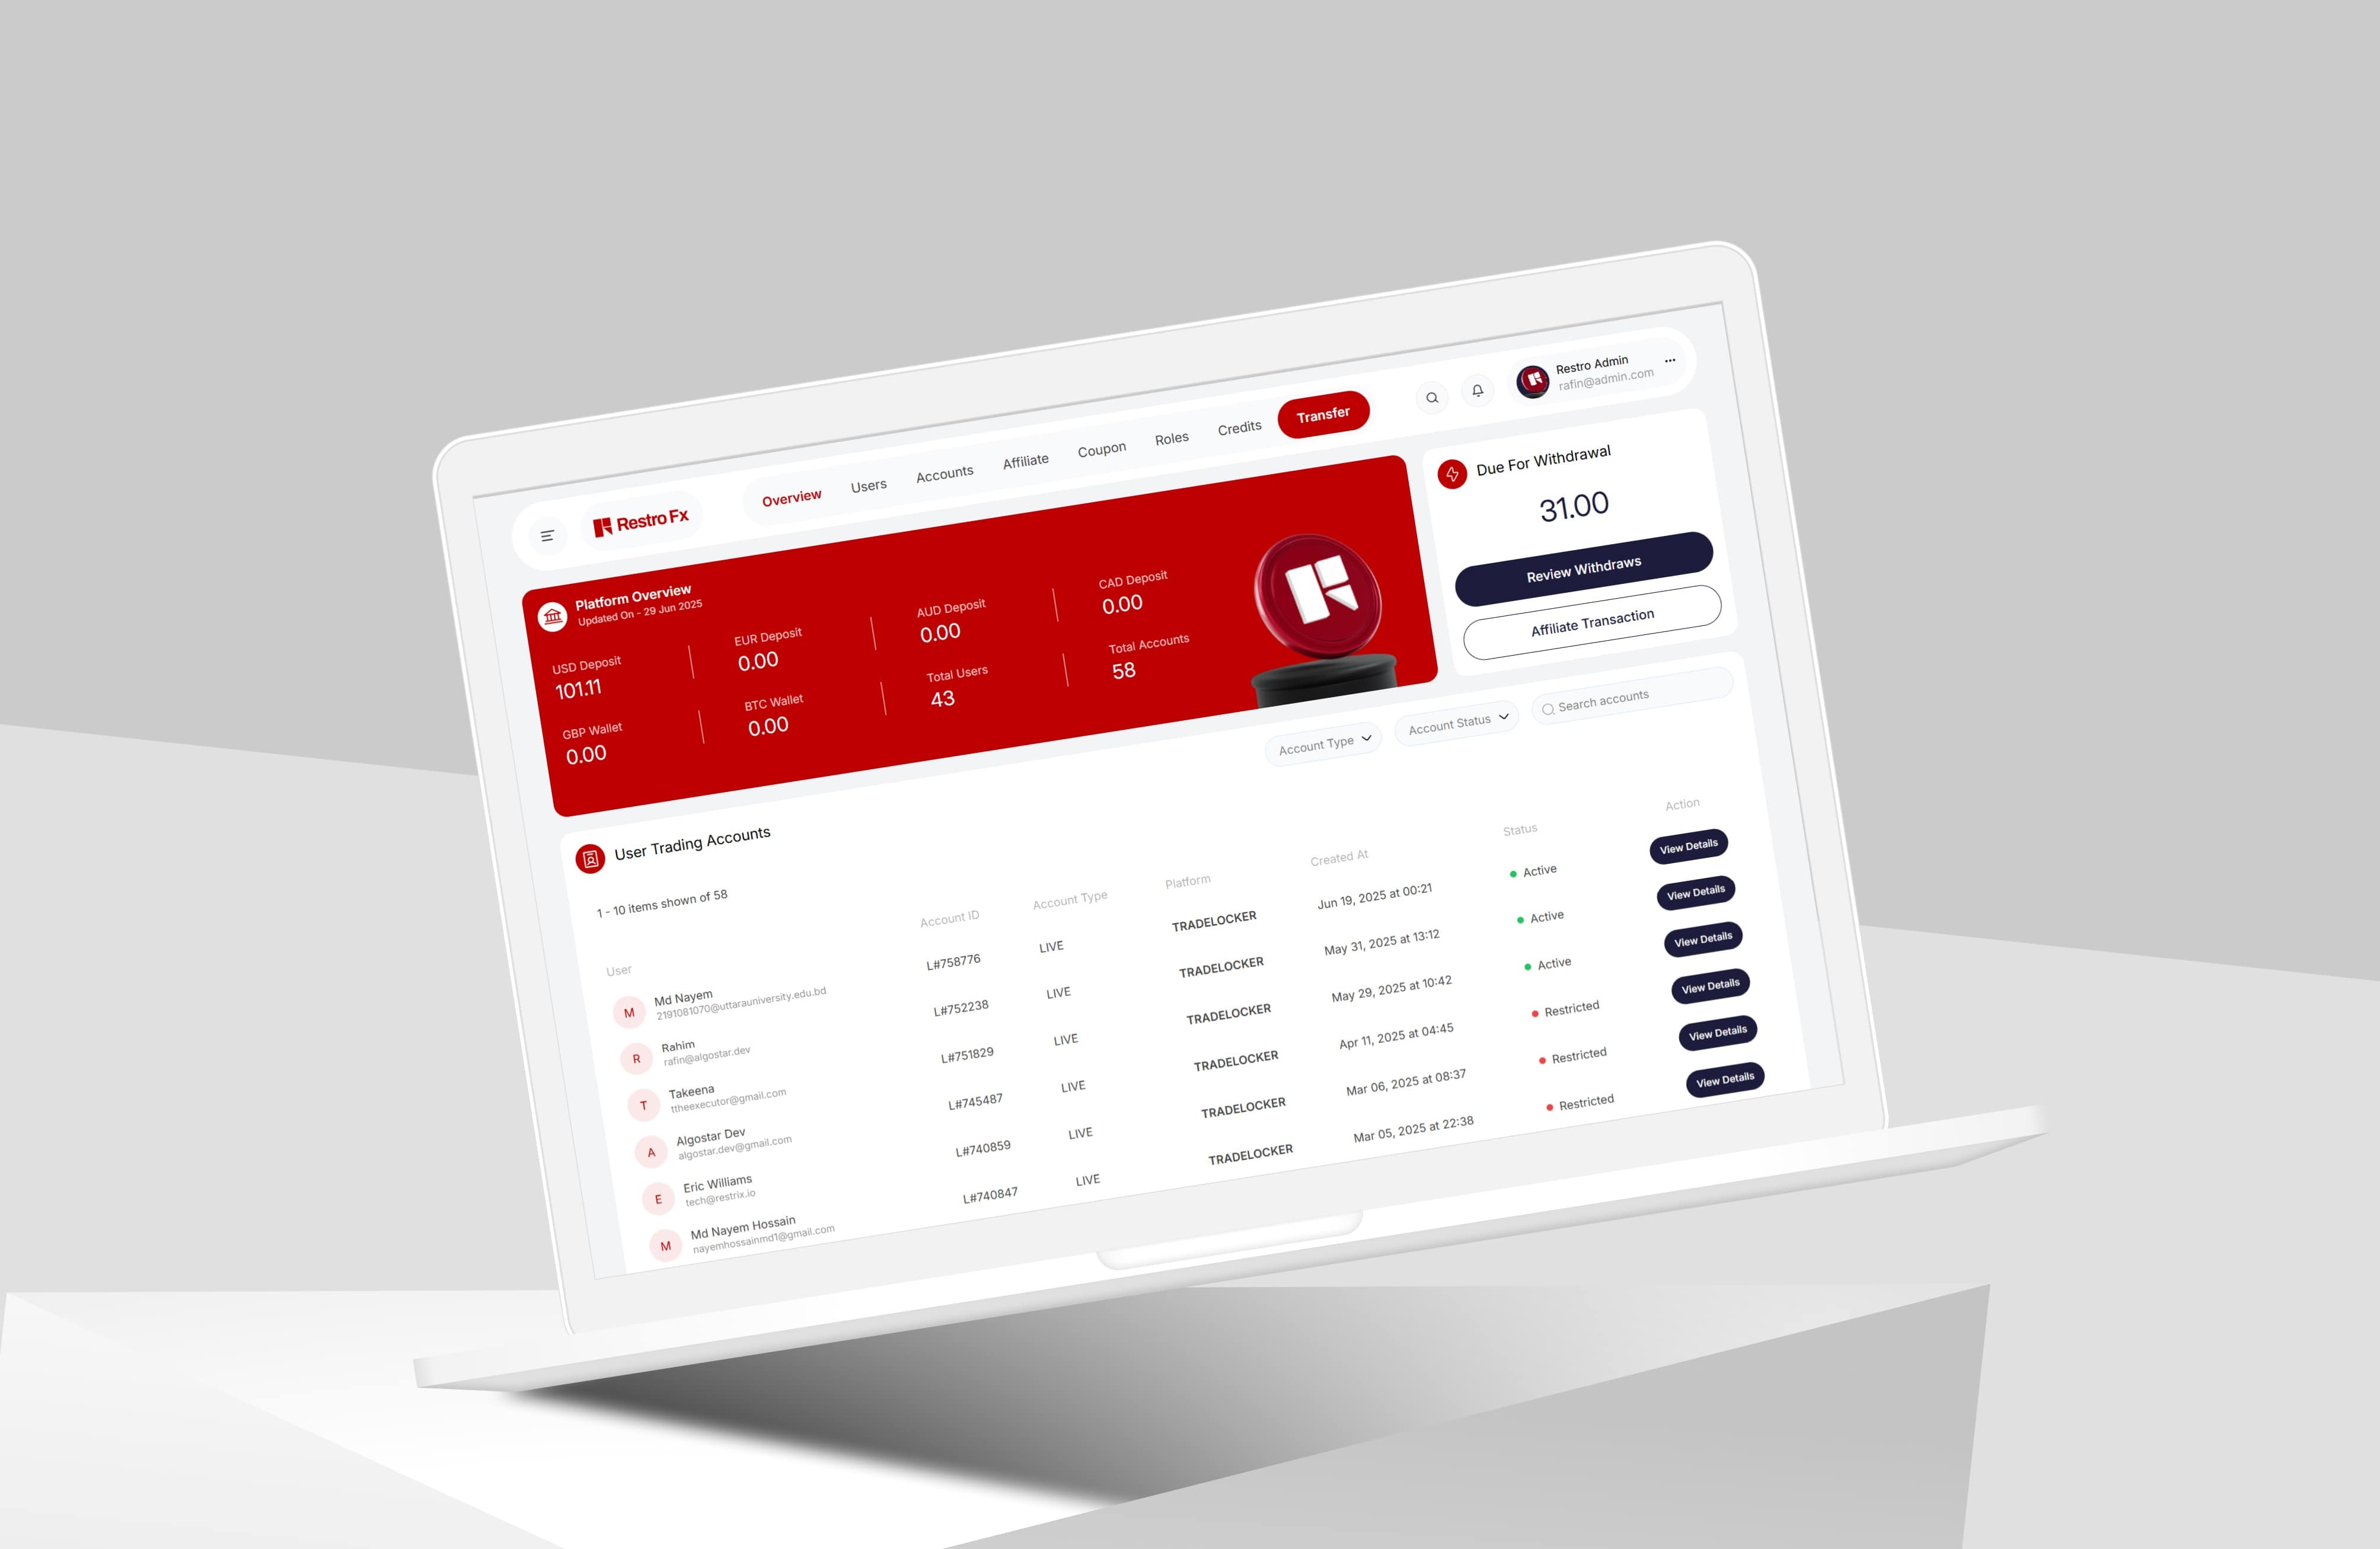 Restro Fx
Overview
Users
Accounts
Affiliate
Coupon
Roles
Credits
Transfer
Restro Admin
rafin@admin.com
Platform Overview
Updated On - 29 Jun 2025
USD Deposit
101.11
EUR Deposit
0.00
AUD Deposit
0.00
CAD Deposit
0.00
GBP Wallet
0.00
BTC Wallet
0.00
Total Users
43
Total Accounts
58
Due For Withdrawal
31.00
Review Withdraws
Affiliate Transaction
User Trading Accounts
Account Type
Account Status
Search accounts
1 - 10 items shown of 58
User Account ID Account Type Platform Created At Status Action
M Md Nayem L#758776 LIVE TRADELOCKER Jun 19, 2025 at 00:21 Active View Details
2191081070@uttarauniversity.edu.bd
R Rahim L#752238 LIVE TRADELOCKER May 31, 2025 at 13:12 Active View Details
rafin@algostar.dev
T Takeena L#751829 LIVE TRADELOCKER May 29, 2025 at 10:42 Active View Details
ttheexecutor@gmail.com
A Algostar Dev L#745487 LIVE TRADELOCKER Apr 11, 2025 at 04:45 Restricted View Details
algostar.dev@gmail.com
E Eric Williams L#740859 LIVE TRADELOCKER Mar 06, 2025 at 08:37 Restricted View Details
tech@restrix.io
M Md Nayem Hossain L#740847 LIVE TRADELOCKER Mar 05, 2025 at 22:38 Restricted View Details
nayemhossainmd1@gmail.com